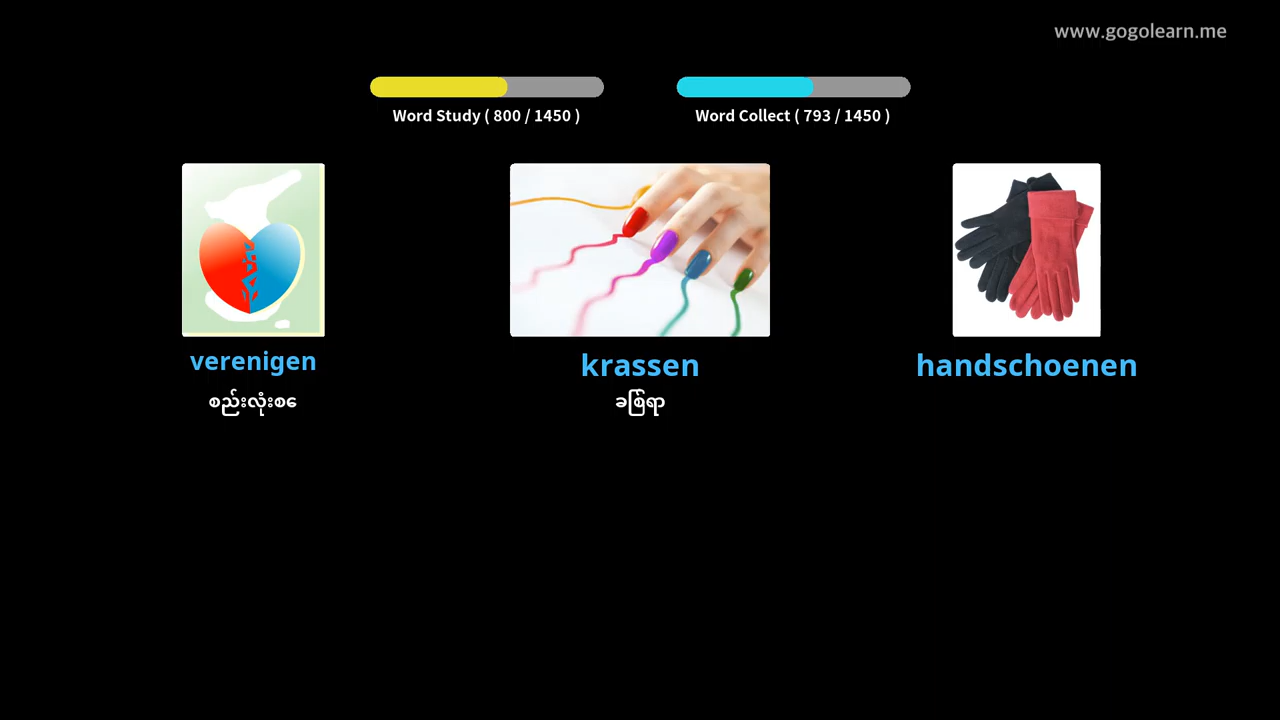 www.gogolearn.me
Word Study ( 800 / 1450 )
Word Collect ( 793 / 1450 )
verenigen
krassen
handschoenen
စည်းလုံးစေ
ခြစ်ရာ